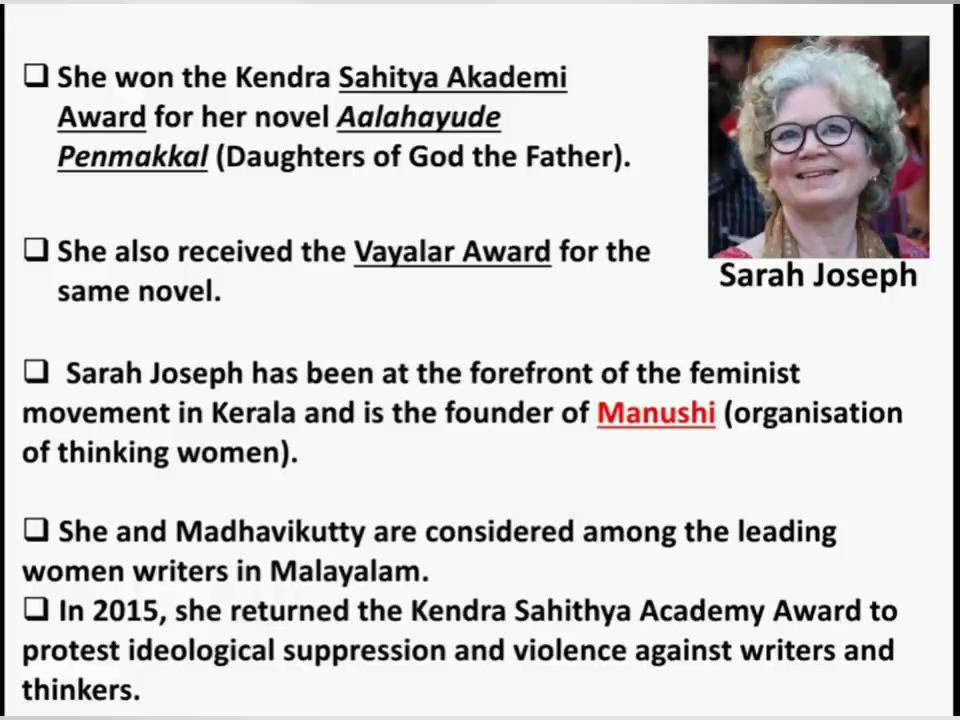 ❑ She won the Kendra Sahitya Akademi
Award for her novel Aalahayude
Penmakkal (Daughters of God the Father).
❑ She also received the Vayalar Award for the
same novel.
Sarah Joseph
❑ Sarah Joseph has been at the forefront of the feminist
movement in Kerala and is the founder of Manushi (organisation
of thinking women).
❑ She and Madhavikutty are considered among the leading
women writers in Malayalam.
❑ In 2015, she returned the Kendra Sahithya Academy Award to
protest ideological suppression and violence against writers and
thinkers.